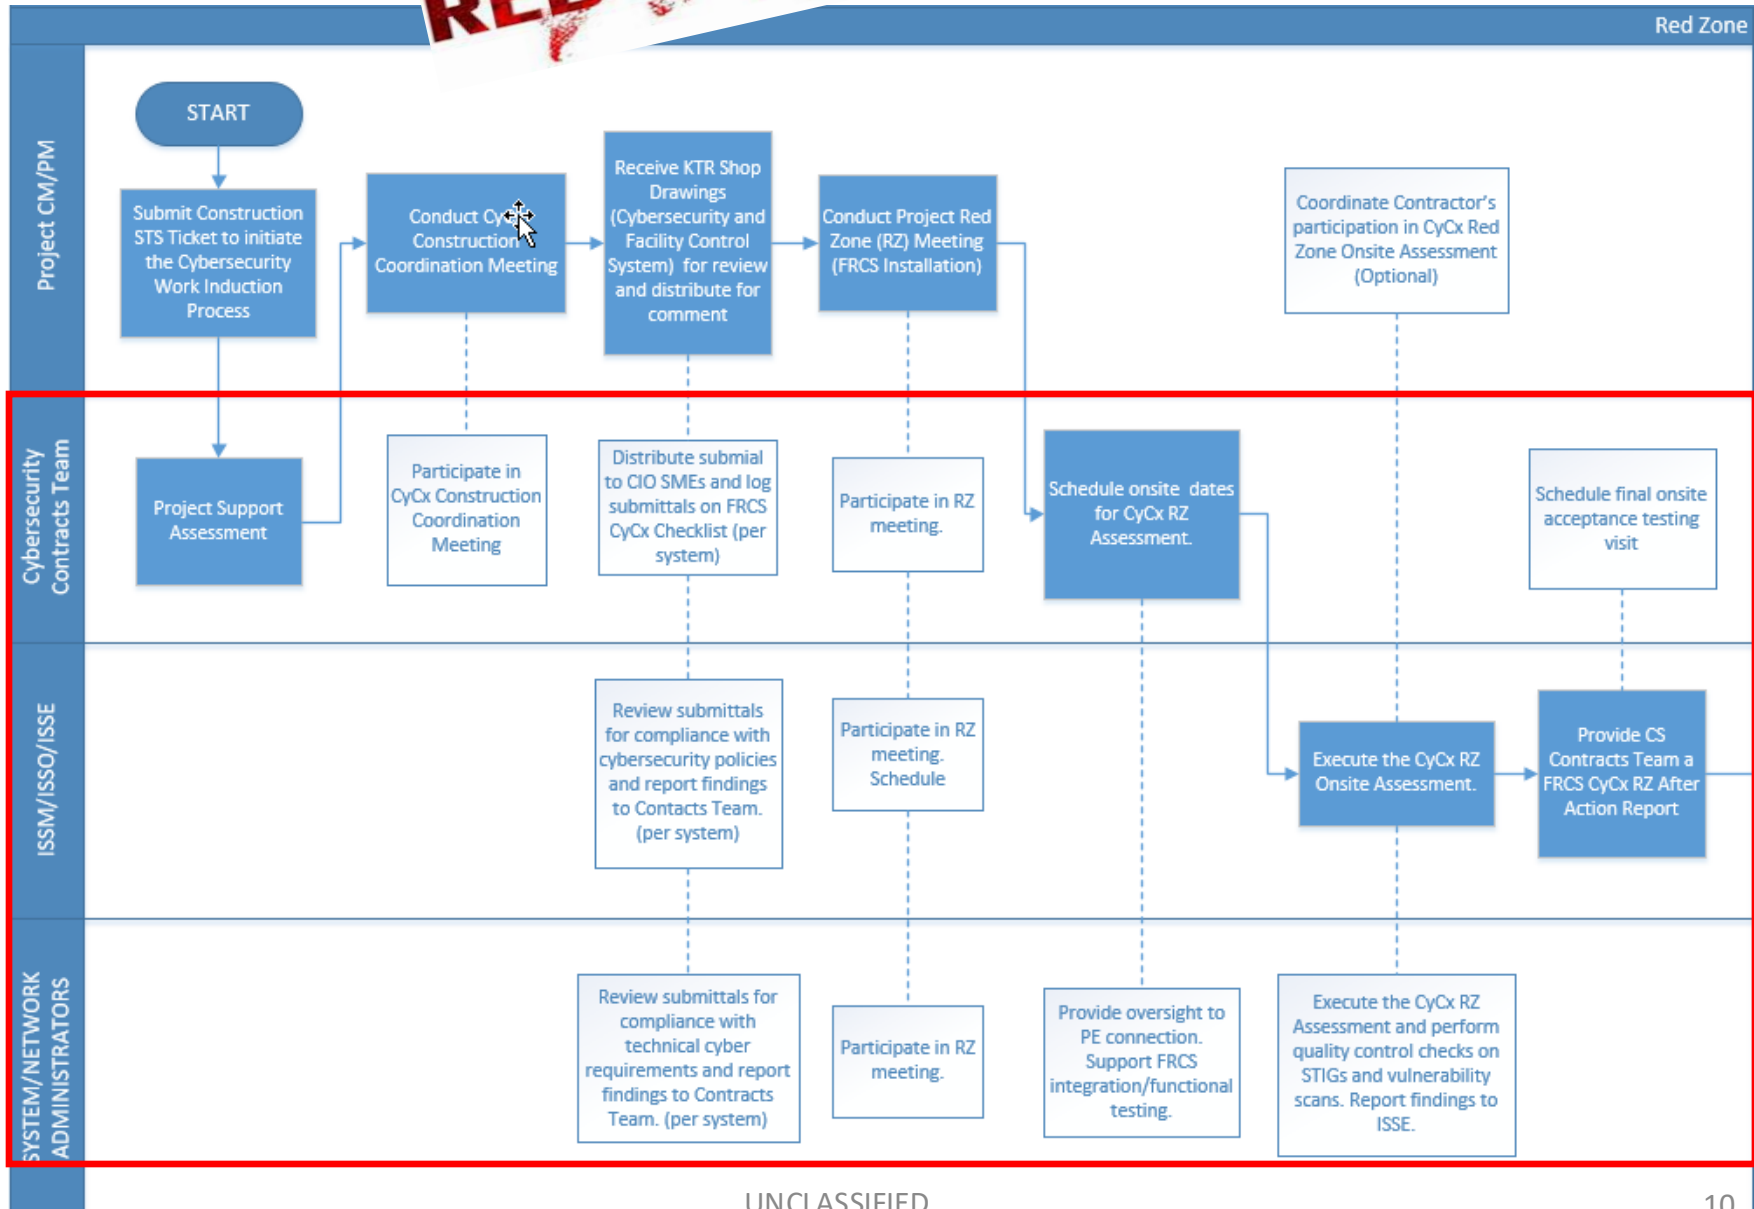 RED
Red Zone
START
Project CM/PM
Submit Construction
STS Ticket to initiate
the Cybersecurity
Work Induction
Process
Conduct
Construction
Coordination Meeting
Receive KTR Shop
Drawings
(Cybersecurity and
Facility Control
System) for review
and distribute for
comment
Conduct Project Red
Zone (RZ) Meeting
(FRCS Installation)
Coordinate Contractor's
participation in CyCx Red
Zone Onsite Assessment
(Optional)
Cybersecurity
Contracts Team
Project Support
Assessment
Participate in
CyCx Construction
Coordination
Meeting
Distribute submial
to CIO SMEs and log
submittals on FRCS
CyCx Checklist (per
system)
Participate in RZ
meeting.
Schedule onsite dates
for CyCx RZ
Assessment.
Schedule final onsite
acceptance testing
visit
ISSM/ISSO/ISSE
Review submittals
for compliance with
cybersecurity policies
and report findings
to Contacts Team.
(per system)
Participate in RZ
meeting.
Schedule
Execute the CyCx RZ
Onsite Assessment.
Provide CS
Contracts Team a
FRCS CyCx RZ After
Action Report
SYSTEM/NETWORK
ADMINISTRATORS
Review submittals for
compliance with
technical cyber
requirements and report
findings to Contracts
Team. (per system)
Participate in RZ
meeting.
Provide oversight to
PE connection.
Support FRCS
integration/functional
testing.
Execute the CyCx RZ
Assessment and perform
quality control checks on
STIGs and vulnerability
scans. Report findings to
ISSE.
UNCLASSIFIED
10